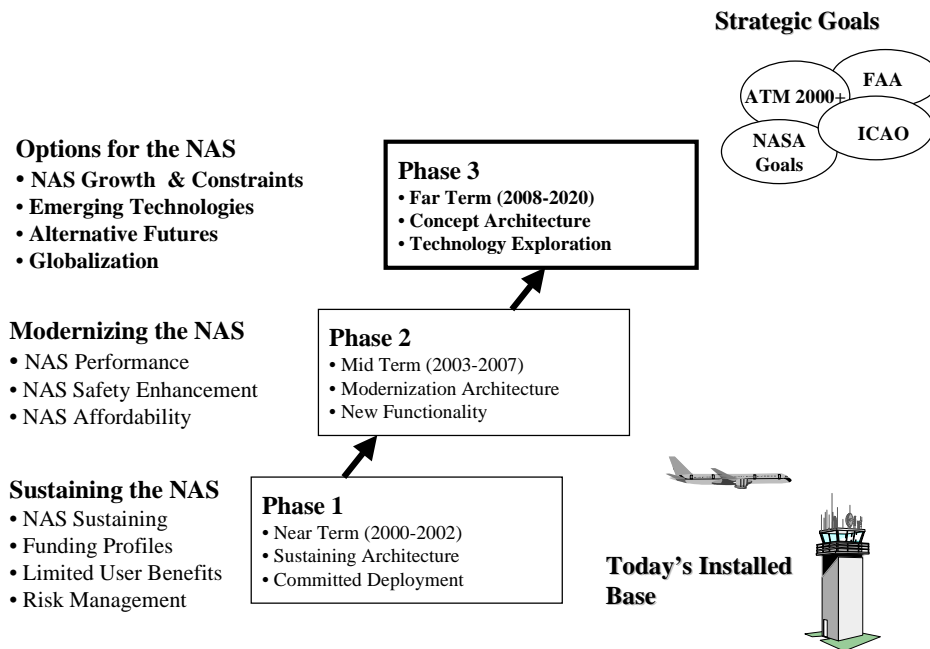 Strategic Goals
FAA
ATM 2000+
ICAO
NASA
Goals
Options for the NAS
• NAS Growth & Constraints
• Emerging Technologies
• Alternative Futures
• Globalization
Phase 3
• Far Term (2008-2020)
• Concept Architecture
• Technology Exploration
Modernizing the NAS
• NAS Performance
• NAS Safety Enhancement
• NAS Affordability
Phase 2
• Mid Term (2003-2007)
• Modernization Architecture
• New Functionality
Sustaining the NAS
• NAS Sustaining
• Funding Profiles
• Limited User Benefits
• Risk Management
Phase 1
• Near Term (2000-2002)
• Sustaining Architecture
• Committed Deployment
Today's Installed
Base